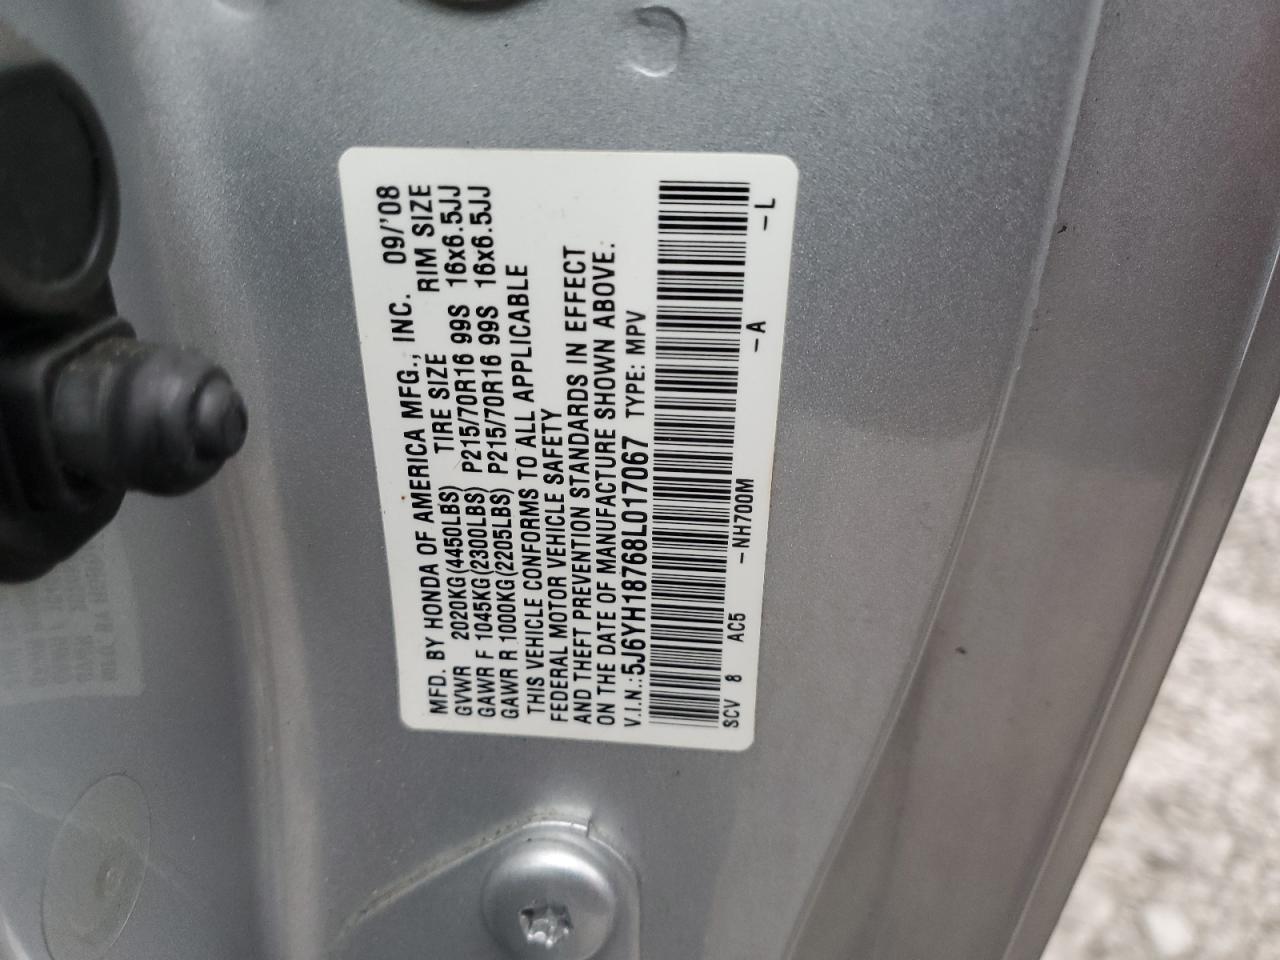 MFD. BY HONDA OF AMERICA MFG., INC. 09/'08
GVWR 2020KG(4450LBS) TIRE SIZE RIM SIZE
GAWR F 1045KG(2300LBS) P215/70R16 99S 16x6.5JJ
GAWR R 1000KG(2205LBS) P215/70R16 99S 16x6.5JJ
THIS VEHICLE CONFORMS TO ALL APPLICABLE
FEDERAL MOTOR VEHICLE SAFETY
AND THEFT PREVENTION STANDARDS IN EFFECT
ON THE DATE OF MANUFACTURE SHOWN ABOVE.
V.I.N.:5J6YH18768L017067 TYPE: MPV
SCV 8 AC5 -NH700M -A -L